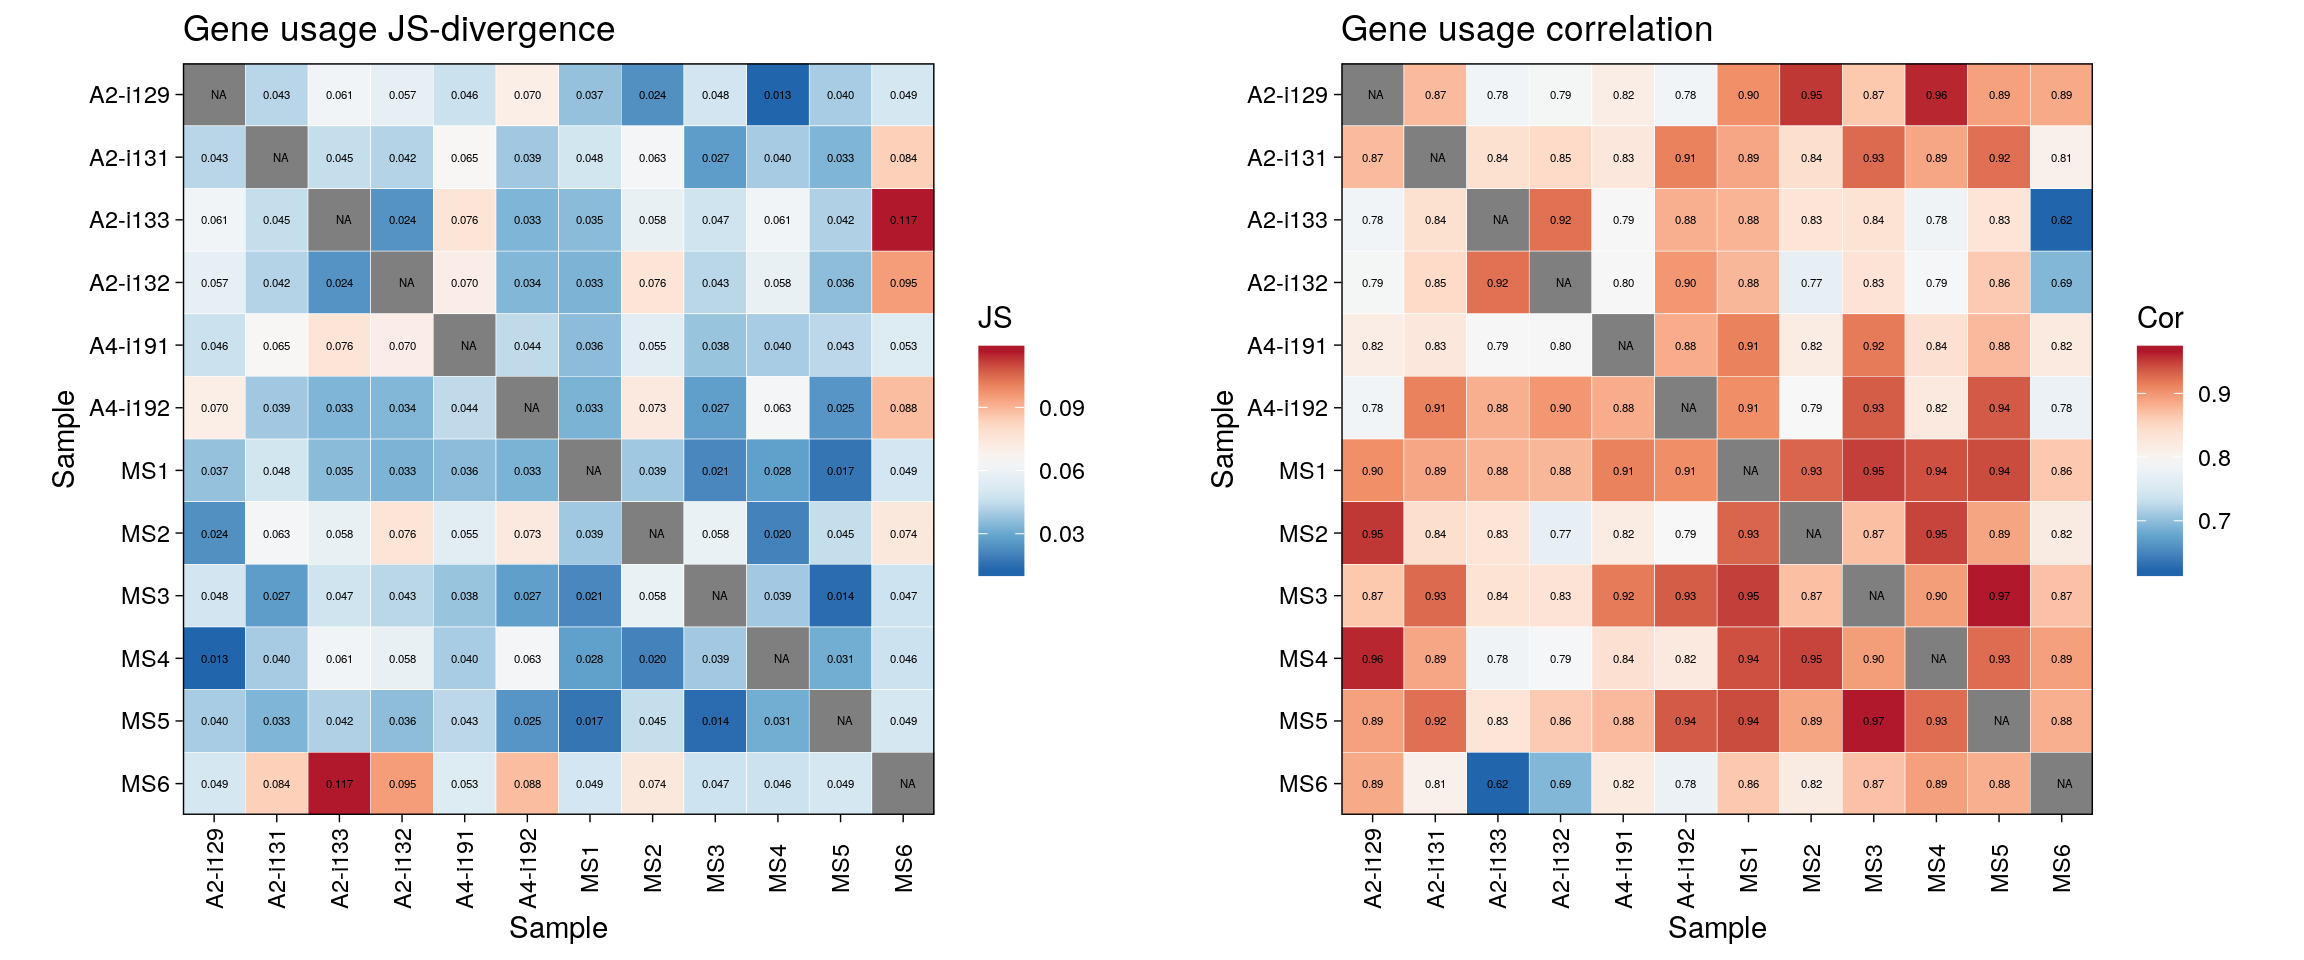 Gene usage JS-divergence
A2-i129 NA 0.043 0.061 0.057 0.046 0.070 0.037 0.024 0.048 0.013 0.040 0.049
A2-i131 0.043 NA 0.045 0.042 0.065 0.039 0.048 0.063 0.027 0.040 0.033 0.084
A2-i133 0.061 0.045 NA 0.024 0.076 0.033 0.035 0.058 0.047 0.061 0.042 0.117
A2-i132 0.057 0.042 0.024 NA 0.070 0.034 0.033 0.076 0.043 0.058 0.036 0.095
A4-i191 0.046 0.065 0.076 0.070 NA 0.044 0.036 0.055 0.038 0.040 0.043 0.053
A4-i192 0.070 0.039 0.033 0.034 0.044 NA 0.033 0.073 0.027 0.063 0.025 0.088
MS1 0.037 0.048 0.035 0.033 0.036 0.033 NA 0.039 0.021 0.028 0.017 0.049
MS2 0.024 0.063 0.058 0.076 0.055 0.073 0.039 NA 0.058 0.020 0.045 0.074
MS3 0.048 0.027 0.047 0.043 0.038 0.027 0.021 0.058 NA 0.039 0.014 0.047
MS4 0.013 0.040 0.061 0.058 0.040 0.063 0.028 0.020 0.039 NA 0.031 0.046
MS5 0.040 0.033 0.042 0.036 0.043 0.025 0.017 0.045 0.014 0.031 NA 0.049
MS6 0.049 0.084 0.117 0.095 0.053 0.088 0.049 0.074 0.047 0.046 0.049 NA
A2-i129 A2-i131 A2-i133 A2-i132 A4-i191 A4-i192 MS1 MS2 MS3 MS4 MS5 MS6
Sample
Sample
JS
0.09
0.06
0.03
Gene usage correlation
A2-i129 NA 0.87 0.78 0.79 0.82 0.78 0.90 0.95 0.87 0.96 0.89 0.89
A2-i131 0.87 NA 0.84 0.85 0.83 0.91 0.89 0.84 0.93 0.89 0.92 0.81
A2-i133 0.78 0.84 NA 0.92 0.79 0.88 0.88 0.83 0.84 0.78 0.83 0.62
A2-i132 0.79 0.85 0.92 NA 0.80 0.90 0.88 0.77 0.83 0.79 0.86 0.69
A4-i191 0.82 0.83 0.79 0.80 NA 0.88 0.91 0.82 0.92 0.84 0.88 0.82
A4-i192 0.78 0.91 0.88 0.90 0.88 NA 0.91 0.79 0.93 0.82 0.94 0.78
MS1 0.90 0.89 0.88 0.88 0.91 0.91 NA 0.93 0.95 0.94 0.94 0.86
MS2 0.95 0.84 0.83 0.77 0.82 0.79 0.93 NA 0.87 0.95 0.89 0.82
MS3 0.87 0.93 0.84 0.83 0.92 0.93 0.95 0.87 NA 0.90 0.97 0.87
MS4 0.96 0.89 0.78 0.79 0.84 0.82 0.94 0.95 0.90 NA 0.93 0.89
MS5 0.89 0.92 0.83 0.86 0.88 0.94 0.94 0.89 0.97 0.93 NA 0.88
MS6 0.89 0.81 0.62 0.69 0.82 0.78 0.86 0.82 0.87 0.89 0.88 NA
A2-i129 A2-i131 A2-i133 A2-i132 A4-i191 A4-i192 MS1 MS2 MS3 MS4 MS5 MS6
Sample
Sample
Cor
0.9
0.8
0.7